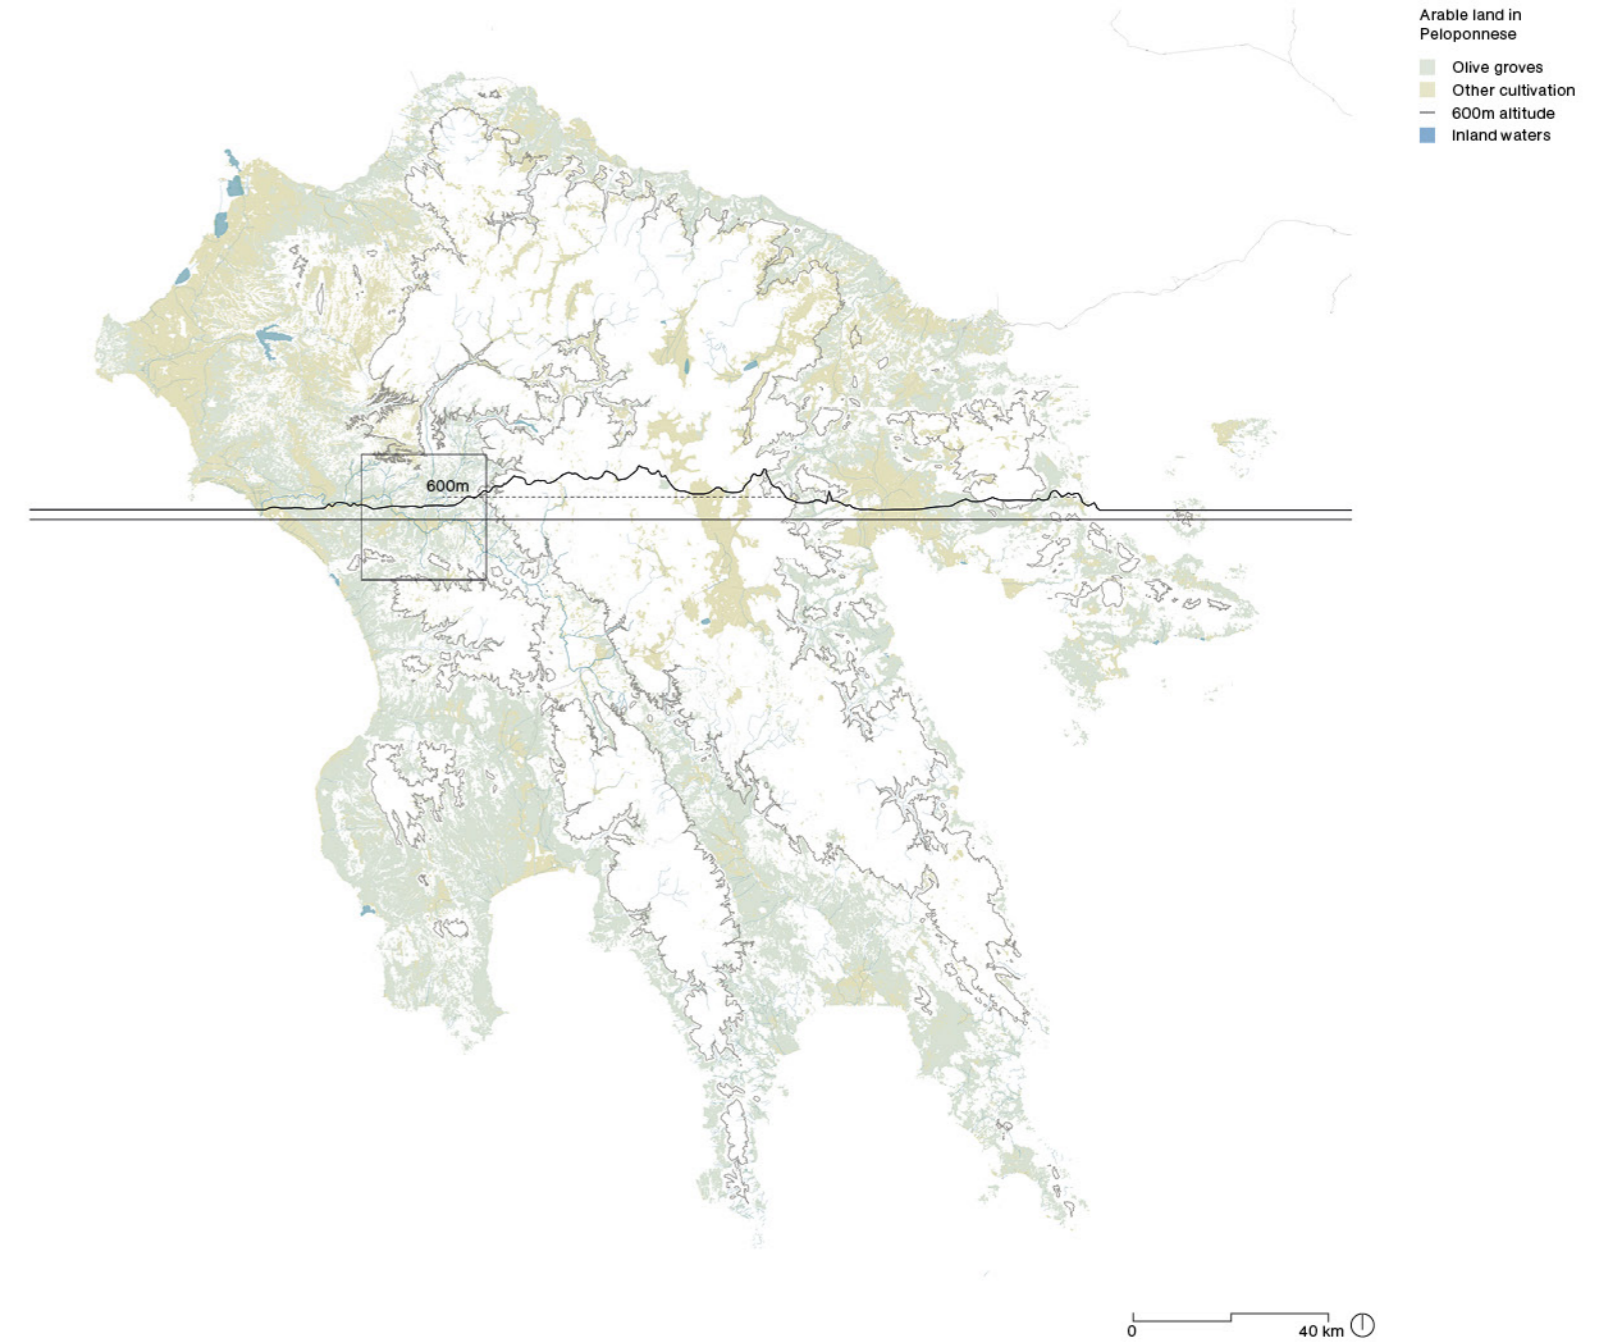 Arable land in
Peloponnese
Olive groves
Other cultivation
600m altitude
Inland waters
600m
0
40 km